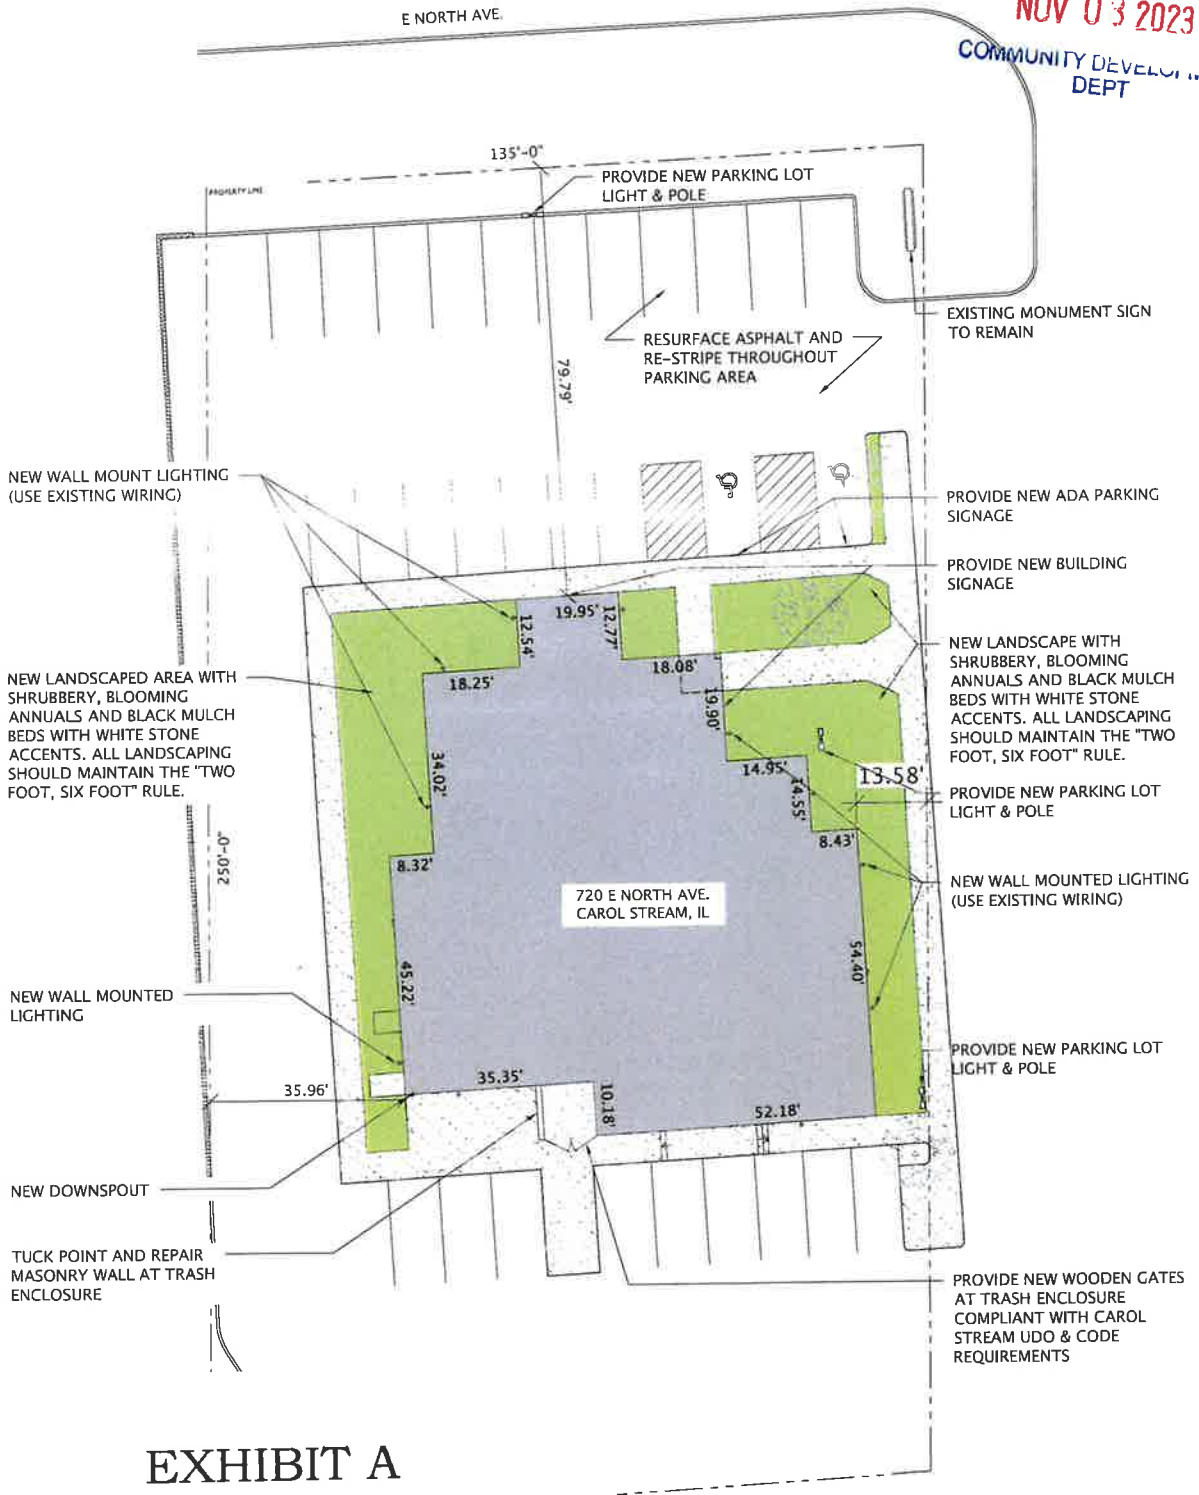 E NORTH AVE.
NOV 03 2023
COMMUNITY
DEPT
135'-0"
PROPERTY LINE
PROVIDE NEW PARKING LOT
LIGHT & POLE
EXISTING MONUMENT SIGN
TO REMAIN
RESURFACE ASPHALT AND
RE-STRIPE THROUGHOUT
PARKING AREA
79.79'
NEW WALL MOUNT LIGHTING
(USE EXISTING WIRING)
PROVIDE NEW ADA PARKING
SIGNAGE
PROVIDE NEW BUILDING
SIGNAGE
19.95'
12.54'
12.77'
18.08'
18.25'
19.90'
NEW LANDSCAPE WITH
SHRUBBERY, BLOOMING
ANNUALS AND BLACK MULCH
BEDS WITH WHITE STONE
ACCENTS. ALL LANDSCAPING
SHOULD MAINTAIN THE "TWO
FOOT, SIX FOOT" RULE.
NEW LANDSCAPED AREA WITH
SHRUBBERY, BLOOMING
ANNUALS AND BLACK MULCH
BEDS WITH WHITE STONE
ACCENTS. ALL LANDSCAPING
SHOULD MAINTAIN THE "TWO
FOOT, SIX FOOT" RULE.
34.02'
14.95'
14.55'
13.58'
PROVIDE NEW PARKING LOT
LIGHT & POLE
250'-0"
8.32'
8.43'
720 E NORTH AVE.
CAROL STREAM, IL
NEW WALL MOUNTED LIGHTING
(USE EXISTING WIRING)
45.22'
54.40'
NEW WALL MOUNTED
LIGHTING
PROVIDE NEW PARKING LOT
LIGHT & POLE
35.96'
35.35'
10.18'
52.18'
NEW DOWNSPOUT
TUCK POINT AND REPAIR
MASONRY WALL AT TRASH
ENCLOSURE
PROVIDE NEW WOODEN GATES
AT TRASH ENCLOSURE
COMPLIANT WITH CAROL
STREAM UDO & CODE
REQUIREMENTS
EXHIBIT A